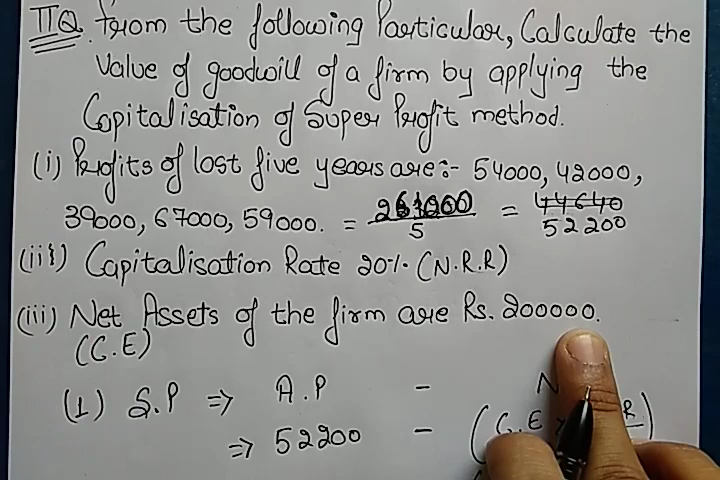 IIQ. From the following Particular, Calculate the
Value of goodwill of a firm by applying the
Capitalisation of Super Profit method.
(i) Profits of last five years are:- 54000, 42000,
39000, 67000, 59000. = 261000/5 = 44640 52200
(ii) Capitalisation Rate 20% (N.R.R)
(iii) Net Assets of the firm are Rs. 200000.
(C.E)
(1) S.P ⇒ A.P - N
⇒ 52200 - (C.E × R)